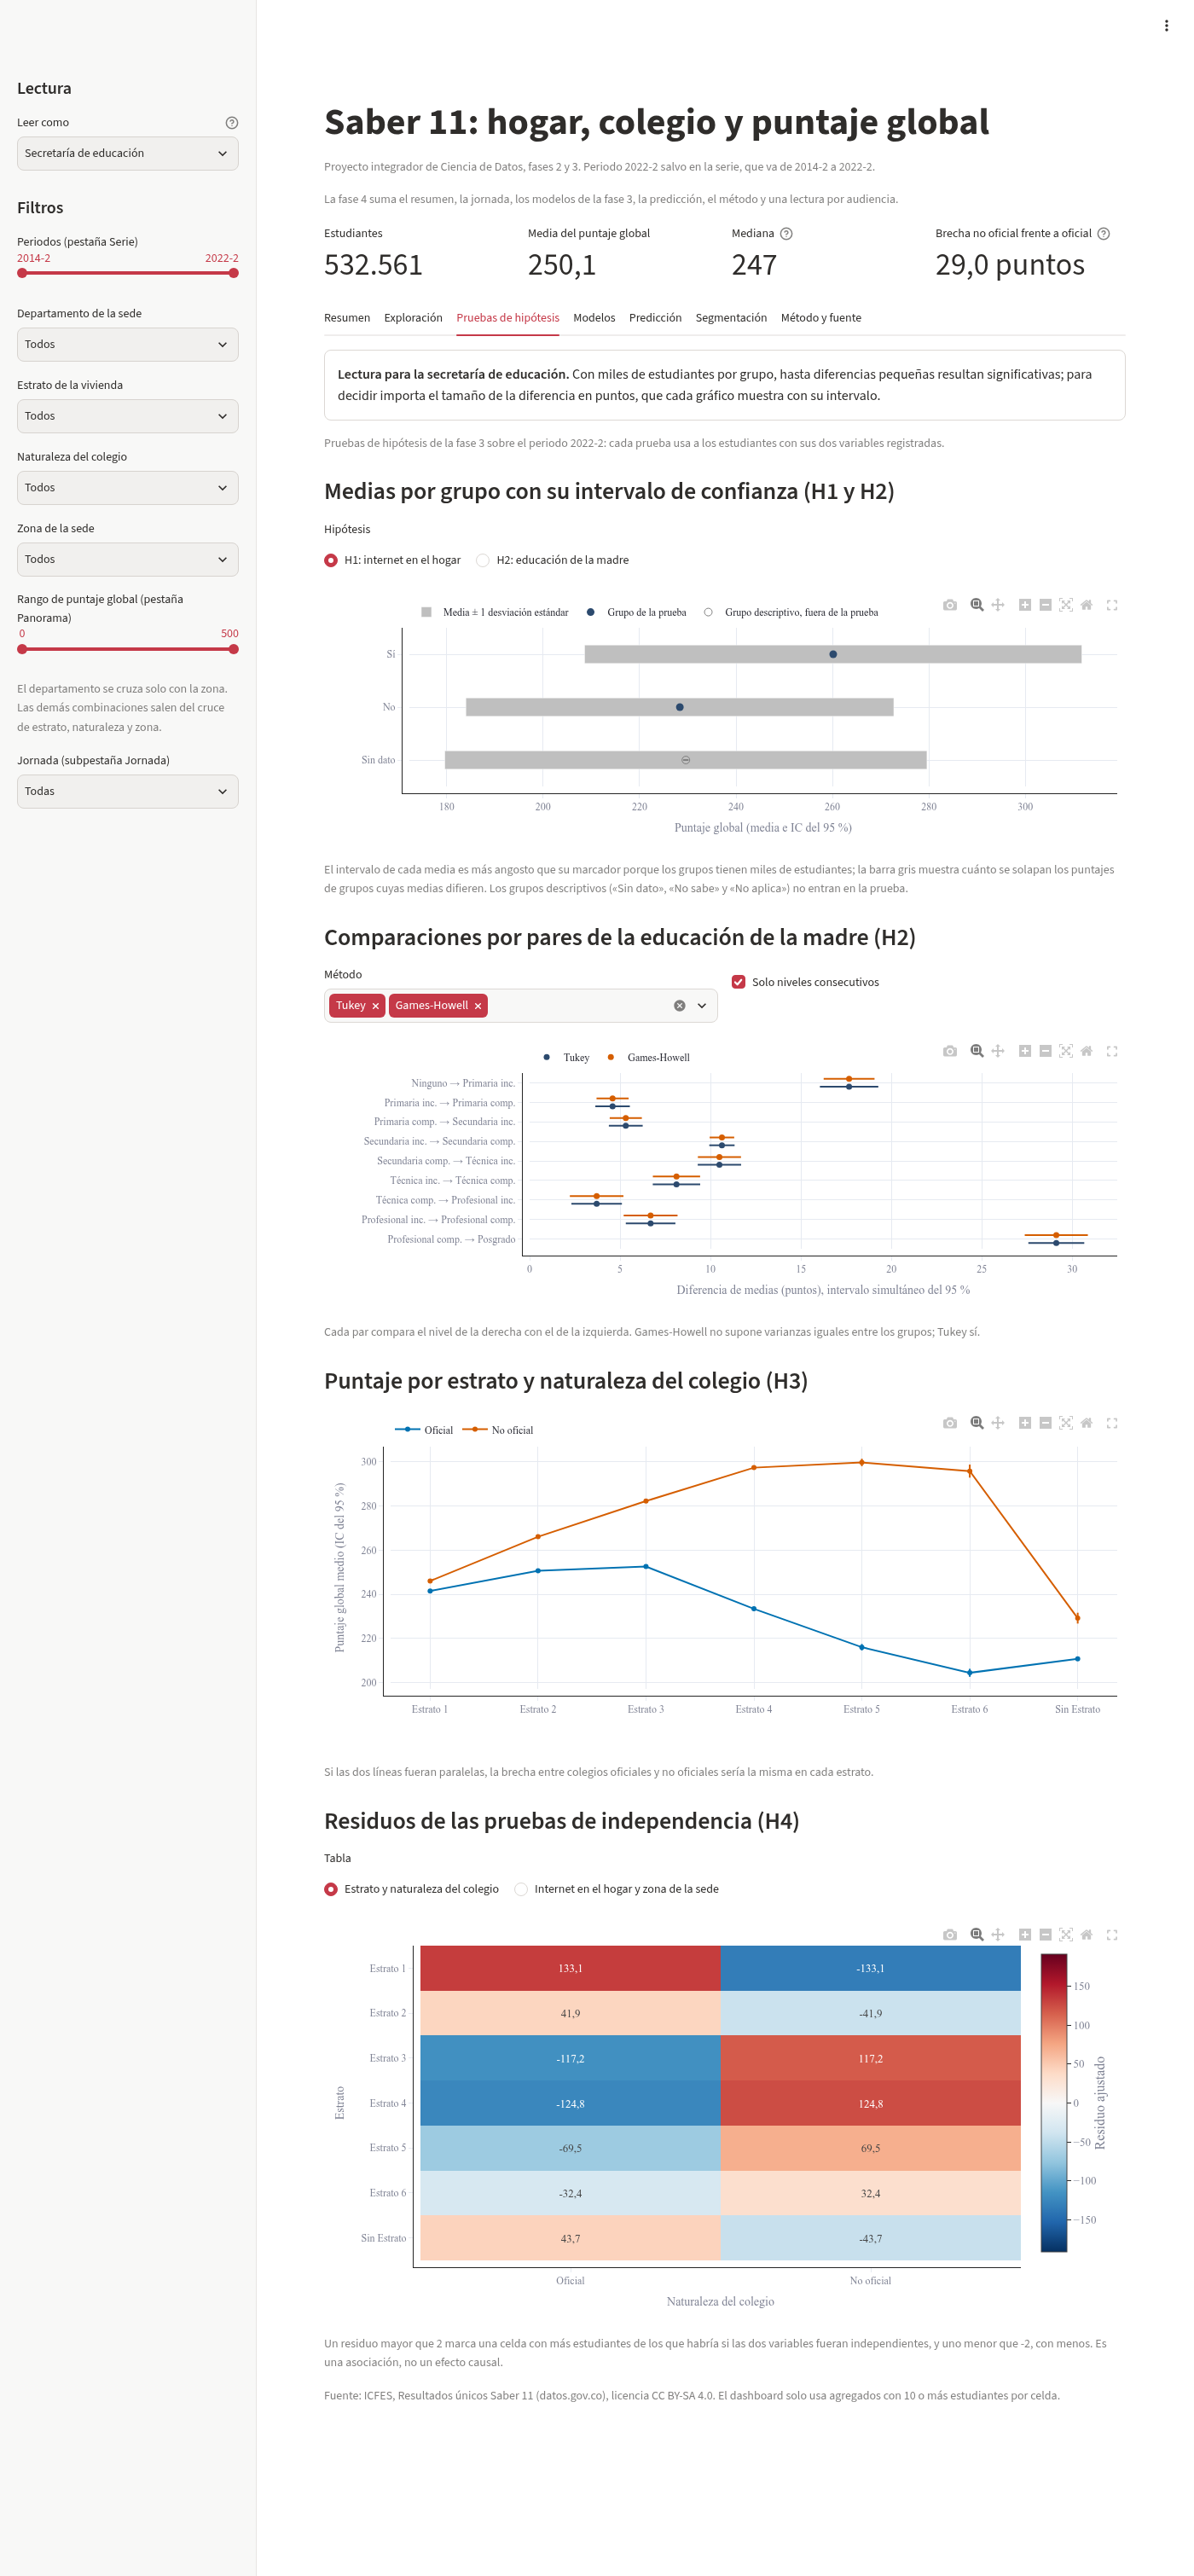 Lectura
Leer como
Secretaría de educación
Filtros
Periodos (pestaña Serie)
2014-2 2022-2
Departamento de la sede
Todos
Estrato de la vivienda
Todos
Naturaleza del colegio
Todos
Zona de la sede
Todos
Rango de puntaje global (pestaña
Panorama)
0 500
El departamento se cruza solo con la zona.
Las demás combinaciones salen del cruce
de estrato, naturaleza y zona.
Jornada (subpestaña Jornada)
Todas
Saber 11: hogar, colegio y puntaje global
Proyecto integrador de Ciencia de Datos, fases 2 y 3. Periodo 2022-2 salvo en la serie, que va de 2014-2 a 2022-2.
La fase 4 suma el resumen, la jornada, los modelos de la fase 3, la predicción, el método y una lectura por audiencia.
Estudiantes Media del puntaje global Mediana Brecha no oficial frente a oficial
532.561 250,1 247 29,0 puntos
Resumen Exploración Pruebas de hipótesis Modelos Predicción Segmentación Método y fuente
Lectura para la secretaría de educación. Con miles de estudiantes por grupo, hasta diferencias pequeñas resultan significativas; para
decidir importa el tamaño de la diferencia en puntos, que cada gráfico muestra con su intervalo.
Pruebas de hipótesis de la fase 3 sobre el periodo 2022-2: cada prueba usa a los estudiantes con sus dos variables registradas.
Medias por grupo con su intervalo de confianza (H1 y H2)
Hipótesis
H1: internet en el hogar H2: educación de la madre
Media ± 1 desviación estándar Grupo de la prueba Grupo descriptivo, fuera de la prueba
Si
No
Sin dato
180 200 220 240 260 280 300
Puntaje global (media e IC del 95 %)
El intervalo de cada media es más angosto que su marcador porque los grupos tienen miles de estudiantes; la barra gris muestra cuánto se solapan los puntajes
de grupos cuyas medias difieren. Los grupos descriptivos («Sin dato», «No sabe» y «No aplica») no entran en la prueba.
Comparaciones por pares de la educación de la madre (H2)
Método
Tukey Games-Howell
Solo niveles consecutivos
Tukey Games-Howell
Ninguno → Primaria inc.
Primaria inc. → Primaria comp.
Primaria comp. → Secundaria inc.
Secundaria inc. → Secundaria comp.
Secundaria comp. → Técnica inc.
Técnica inc. → Técnica comp.
Técnica comp. → Profesional inc.
Profesional inc. → Profesional comp.
Profesional comp. → Posgrado
0 5 10 15 20 25 30
Diferencia de medias (puntos), intervalo simultáneo del 95 %
Cada par compara el nivel de la derecha con el de la izquierda. Games-Howell no supone varianzas iguales entre los grupos; Tukey sí.
Puntaje por estrato y naturaleza del colegio (H3)
Oficial No oficial
Puntaje global medio (IC del 95 %)
300
280
260
240
220
200
Estrato 1 Estrato 2 Estrato 3 Estrato 4 Estrato 5 Estrato 6 Sin Estrato
Si las dos líneas fueran paralelas, la brecha entre colegios oficiales y no oficiales sería la misma en cada estrato.
Residuos de las pruebas de independencia (H4)
Tabla
Estrato y naturaleza del colegio Internet en el hogar y zona de la sede
Estrato
Estrato 1 133,1 -133,1
Estrato 2 41,9 -41,9
Estrato 3 -117,2 117,2
Estrato 4 -124,8 124,8
Estrato 5 -69,5 69,5
Estrato 6 -32,4 32,4
Sin Estrato 43,7 -43,7
Oficial No oficial
Naturaleza del colegio
150
100
50
0
−50
−100
−150
Residuo ajustado
Un residuo mayor que 2 marca una celda con más estudiantes de los que habría si las dos variables fueran independientes, y uno menor que -2, con menos. Es
una asociación, no un efecto causal.
Fuente: ICFES, Resultados únicos Saber 11 (datos.gov.co), licencia CC BY-SA 4.0. El dashboard solo usa agregados con 10 o más estudiantes por celda.